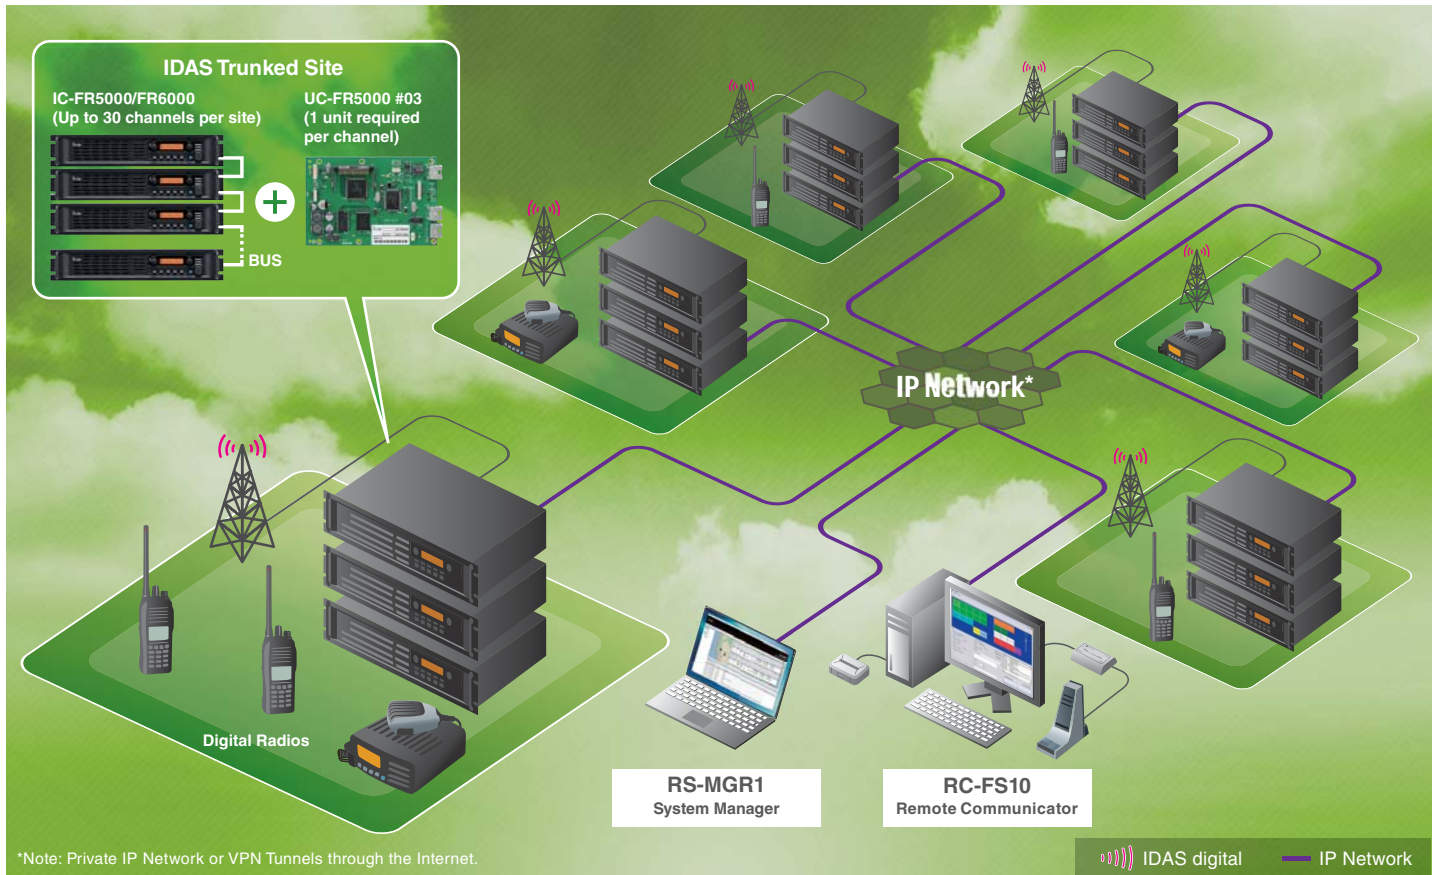 IDAS Trunked Site
IC-FR5000/FR6000
(Up to 30 channels per site)
UC-FR5000 #03
(1 unit required
per channel)
BUS
IP Network*
Digital Radios
RS-MGR1
System Manager
RC-FS10
Remote Communicator
*Note: Private IP Network or VPN Tunnels through the Internet.
IDAS digital
IP Network